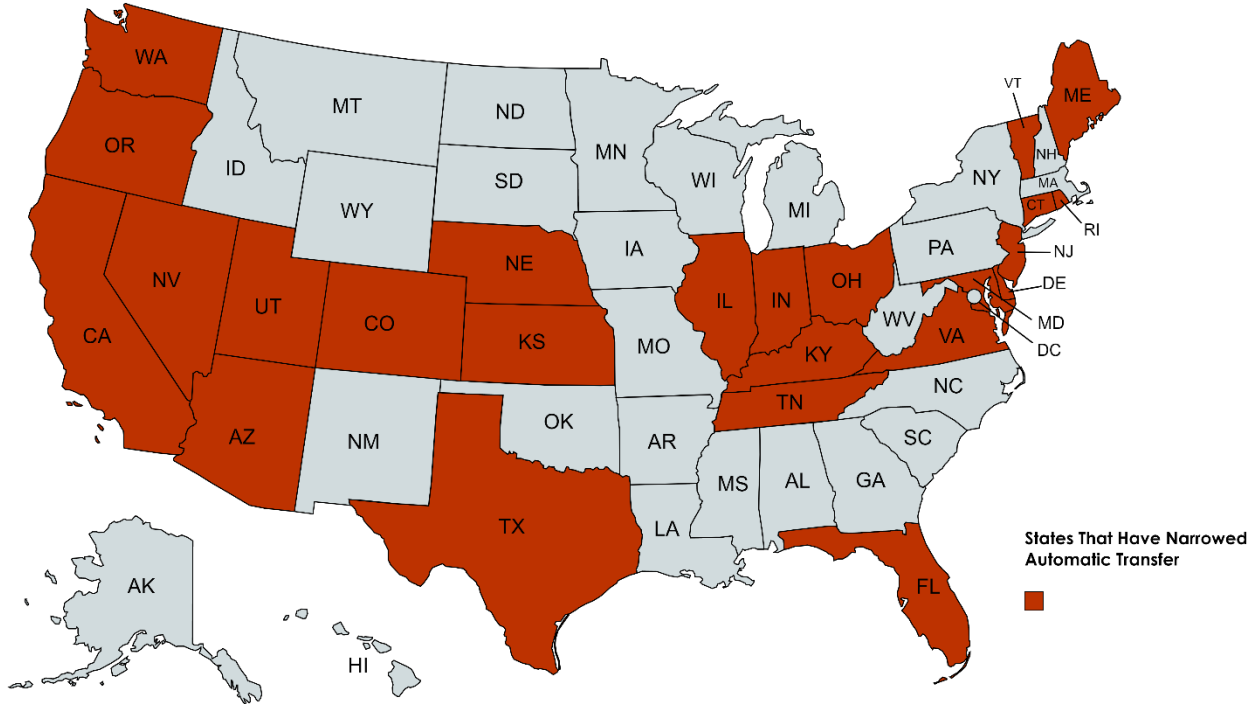 WA
MT
ND
MN
VT
ME
OR
ID
SD
WI
NH
NY
MA
WY
MI
CT
RI
IA
PA
NJ
NE
NV
UT
IL
IN
OH
DE
CA
CO
WV
MD
KS
MO
KY
VA
DC
NC
TN
AZ
NM
OK
AR
SC
MS
AL
GA
TX
LA
States That Have Narrowed
Automatic Transfer
AK
FL
HI